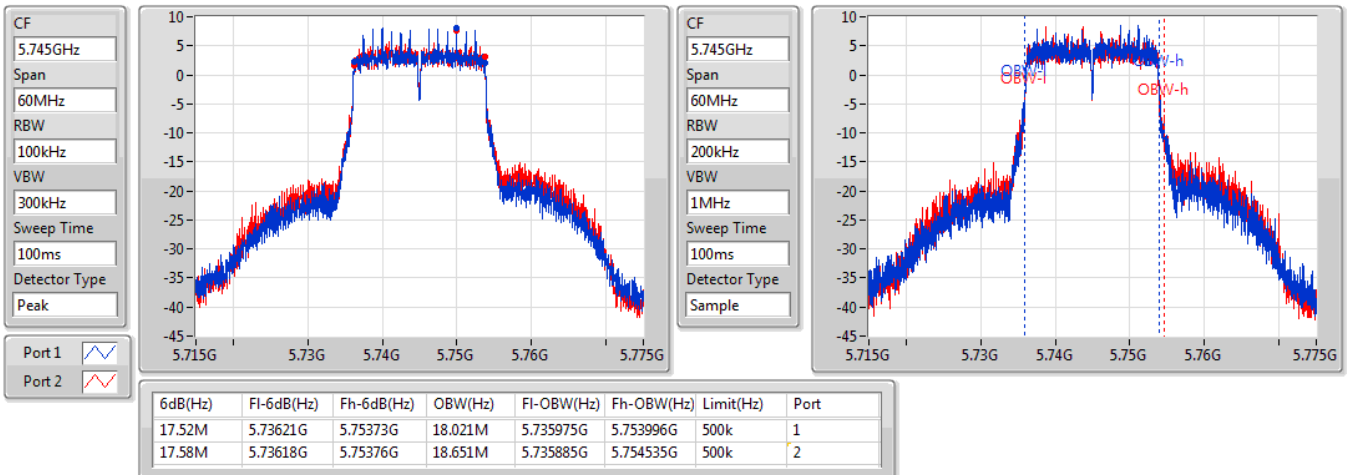 CF
5.745GHz
Span
60MHz
RBW
100kHz
VBW
300kHz
Sweep Time
100ms
Detector Type
Peak
Port 1
Port 2
10
5
0
-5
-10
-15
-20
-25
-30
-35
-40
-45
5.715G 5.73G 5.74G 5.75G 5.76G 5.775G
CF
5.745GHz
Span
60MHz
RBW
200kHz
VBW
1MHz
Sweep Time
100ms
Detector Type
Sample
10
5
0
-5
-10
-15
-20
-25
-30
-35
-40
-45
OBW-l
OBW-h
OBW-l
OBW-h
5.715G 5.73G 5.74G 5.75G 5.76G 5.775G
6dB(Hz) Fl-6dB(Hz) Fh-6dB(Hz) OBW(Hz) Fl-OBW(Hz) Fh-OBW(Hz) Limit(Hz) Port
17.52M 5.73621G 5.75373G 18.021M 5.735975G 5.753996G 500k 1
17.58M 5.73618G 5.75376G 18.651M 5.735885G 5.754535G 500k 2